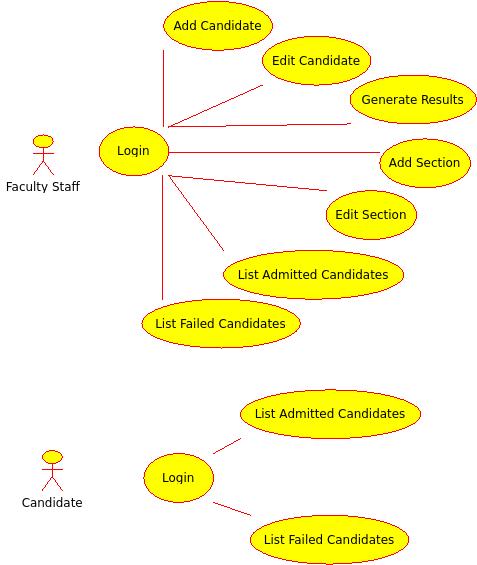 Add Candidate
Edit Candidate
Generate Results
Login
Add Section
Faculty Staff
Edit Section
List Admitted Candidates
List Failed Candidates
List Admitted Candidates
Login
Candidate
List Failed Candidates